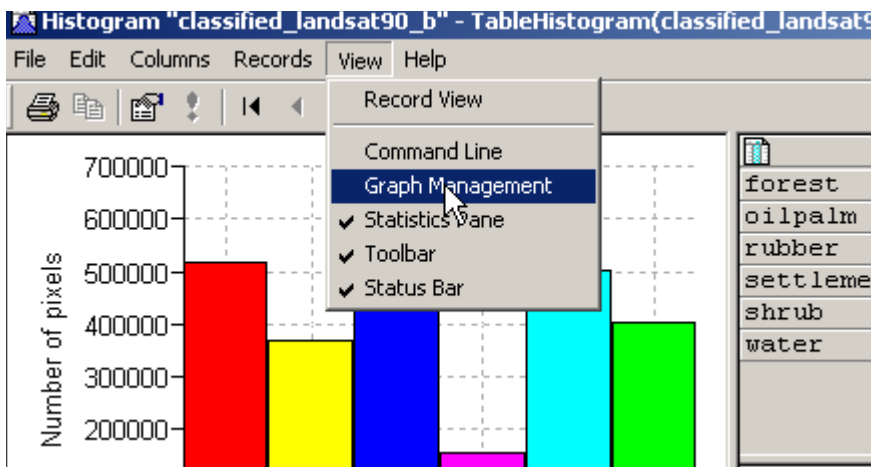 Histogram "classified_landsat90_b" - TableHistogram(classified_landsat9
File Edit Columns Records View Help
Record View
Command Line
Graph Management
Statistics Pane
Toolbar
Status Bar
Number of pixels
700000
600000
500000
400000
300000
200000
forest
oilpalm
rubber
settleme
shrub
water